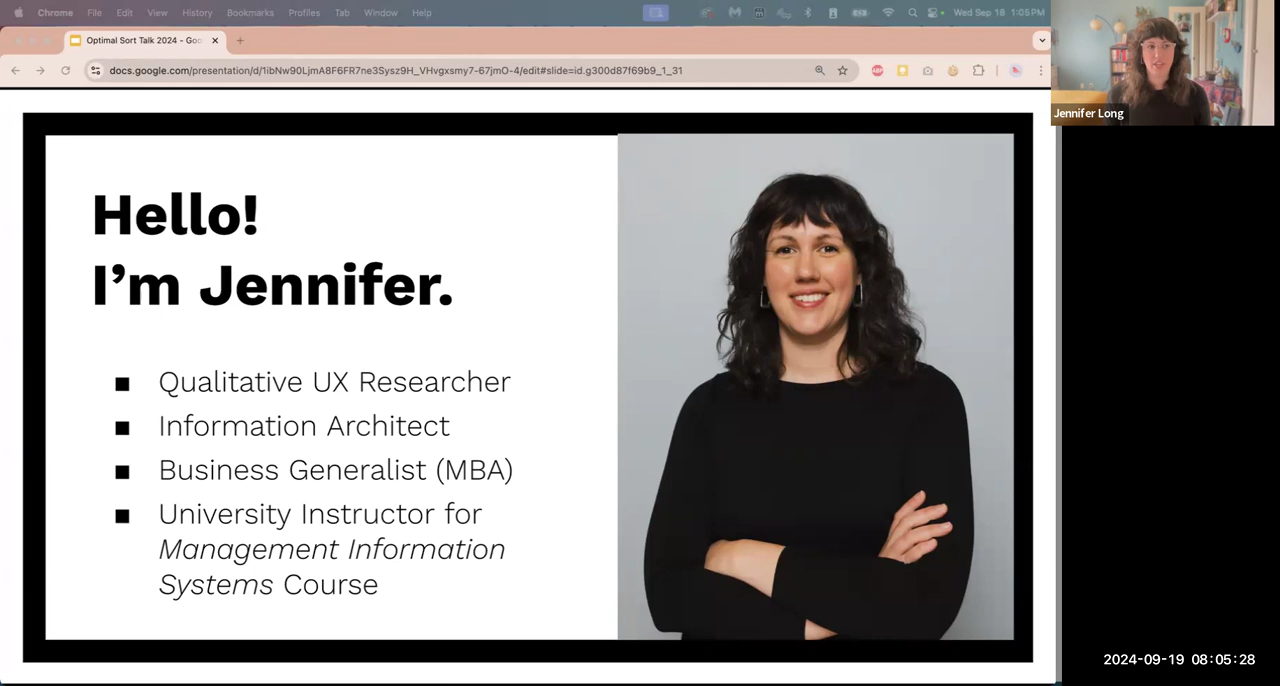 Chrome File Edit View History Bookmarks Profiles Tab Window Help Wed Sep 18 1:05 PM
Optimal Sort Talk 2024 - Goo
docs.google.com/presentation/d/1ibNw90LjmA8F6FR7ne3Sysz9H_VHvgxsmy7-67jmO-4/edit#slide=id.g300d87f69b9_1_31
ABP
Jennifer Long
Hello!
I'm Jennifer.
Qualitative UX Researcher
Information Architect
Business Generalist (MBA)
University Instructor for
Management Information
Systems Course
2024-09-19 08:05:28